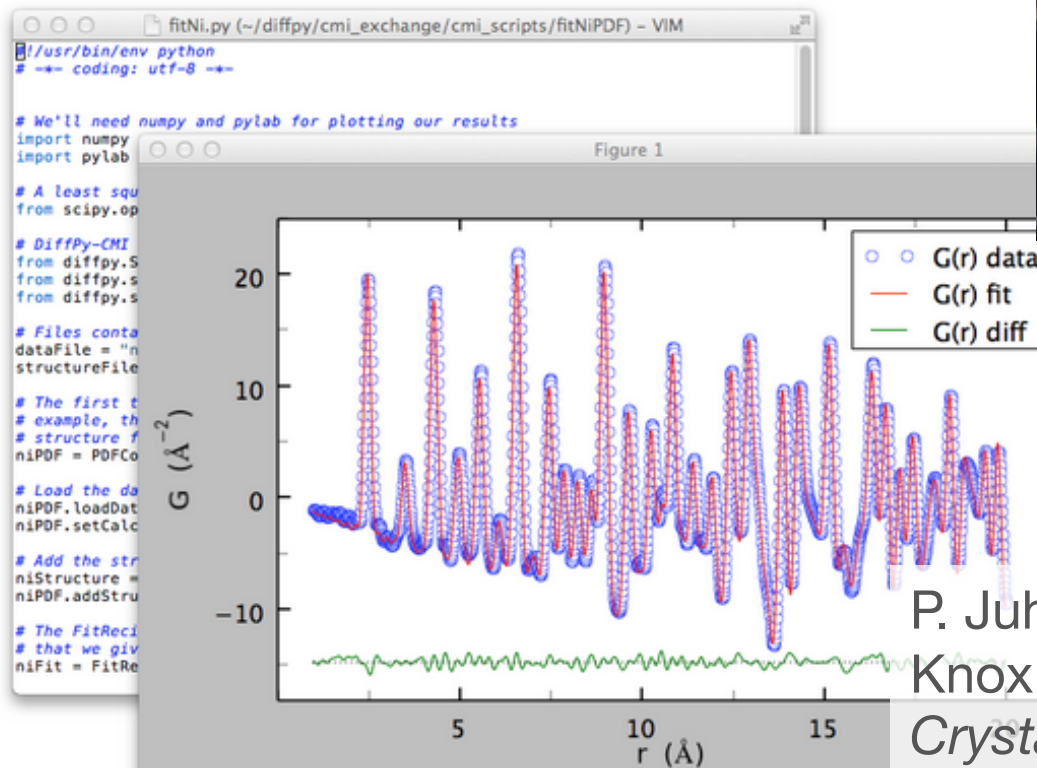 fitNi.py (~/diffpy/cmi_exchange/cmi_scripts/fitNiPDF) – VIM
#!/usr/bin/env python
# -*- coding: utf-8 -*-
# We'll need numpy and pylab for plotting our results
import numpy
import pylab
# A least squ
from scipy.op
# DiffPy-CMI
from diffpy.S
from diffpy.s
from diffpy.s
# Files conta
dataFile = "n
structureFile
# The first t
# example, th
# structure f
niPDF = PDFCo
# Load the da
niPDF.loadDat
niPDF.setCalc
# Add the str
niStructure =
niPDF.addStru
# The FitReci
# that we giv
niFit = FitRe
Figure 1
G(r) data
G(r) fit
G(r) diff
20
10
0
−10
G (Å⁻²)
5
10
15
20
r (Å)
P. Juh
Knox
Crysta